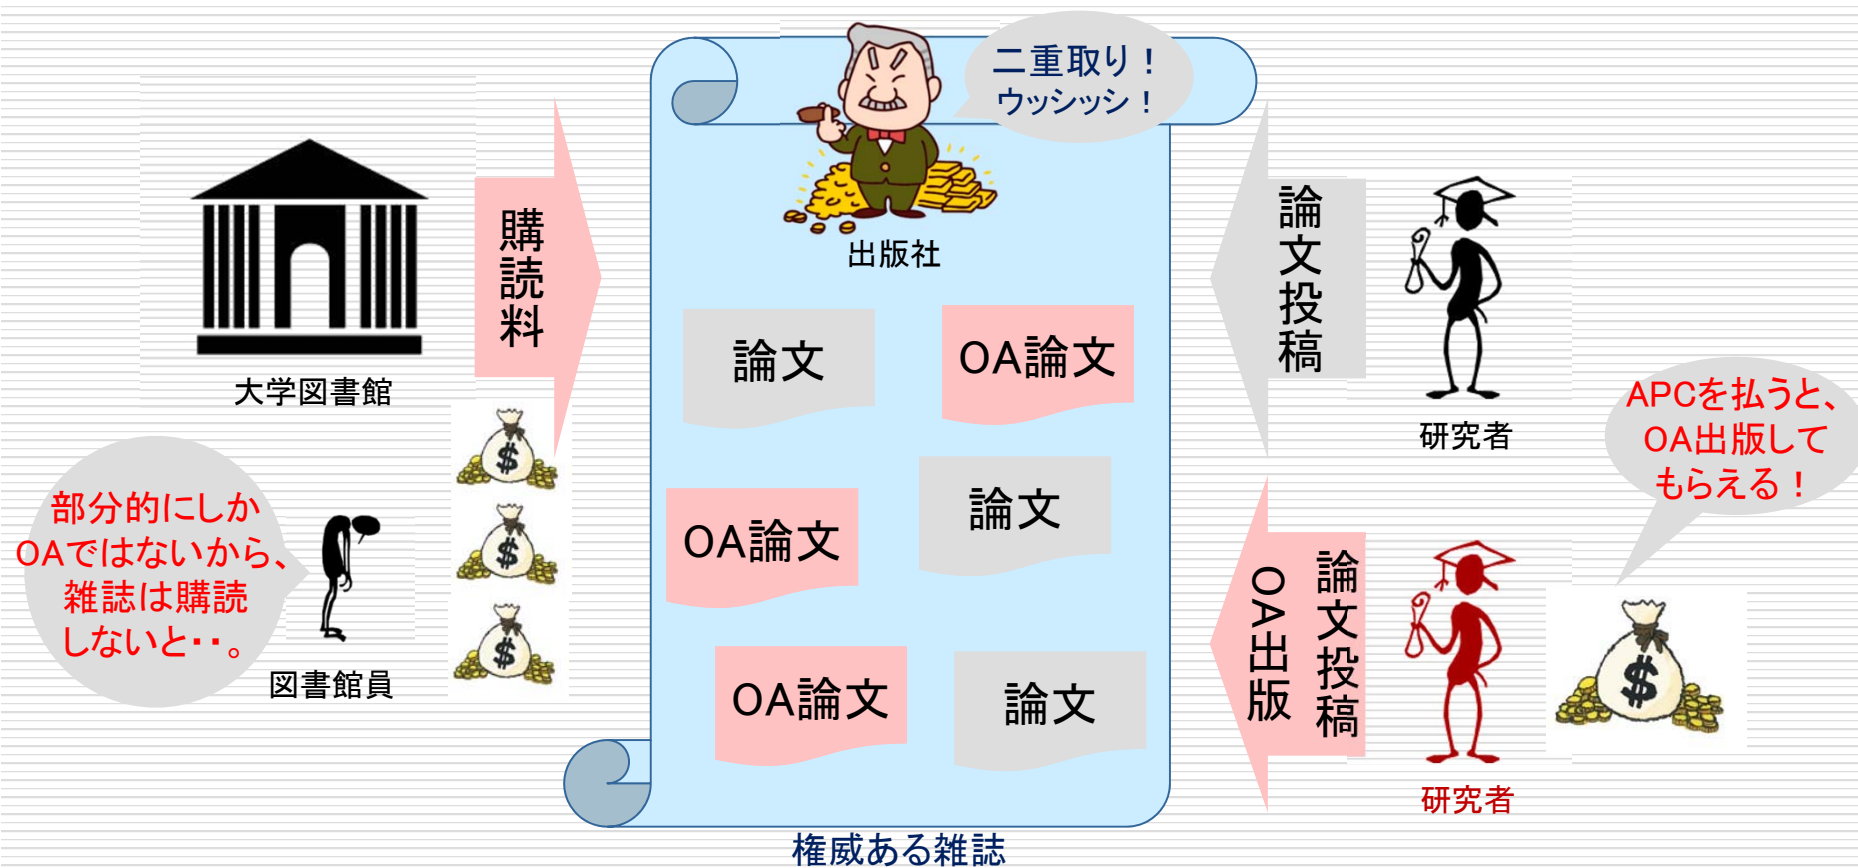 二重取り！
ウッシッシ！
出版社
購読料
大学図書館
部分的にしか
OAではないから、
雑誌は購読
しないと・・。
図書館員
$
$
$
論文
OA論文
OA論文
論文
OA論文
論文
権威ある雑誌
論文投稿
研究者
APCを払うと、
OA出版して
もらえる！
論文投稿
OA出版
研究者
$